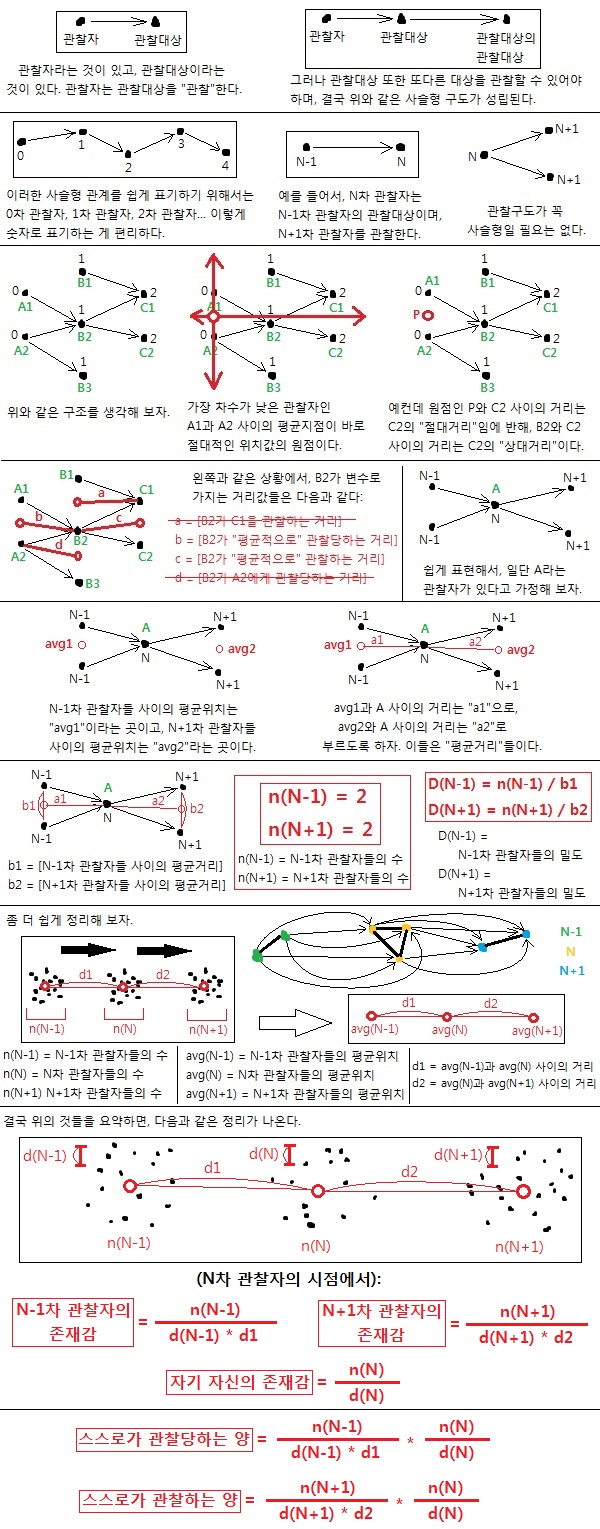 관찰자
관찰대상
관찰자라는 것이 있고, 관찰대상이라는
것이 있다. 관찰자는 관찰대상을 "관찰"한다.
관찰자
관찰대상
관찰대상의
관찰대상
그러나 관찰대상 또한 또다른 대상을 관찰할 수 있어야
하며, 결국 위와 같은 사슬형 구도가 성립된다.
0
1
2
3
4
이러한 사슬형 관계를 쉽게 표기하기 위해서는
0차 관찰자, 1차 관찰자, 2차 관찰자... 이렇게
숫자로 표기하는 게 편리하다.
N-1
N
예를 들어서, N차 관찰자는
N-1차 관찰자의 관찰대상이며,
N+1차 관찰자를 관찰한다.
N
N+1
N+1
관찰구도가 꼭
사슬형일 필요는 없다.
1
B1
0
A1
2
C1
1
B2
0
A2
2
C2
1
B3
위와 같은 구조를 생각해 보자.
1
B1
0
A1
2
C1
1
B2
0
A2
2
C2
1
B3
가장 차수가 낮은 관찰자인
A1과 A2 사이의 평균지점이 바로
절대적인 위치값의 원점이다.
1
B1
0
A1
2
C1
P
1
B2
0
A2
2
C2
1
B3
예컨데 원점인 P와 C2 사이의 거리는
C2의 "절대거리"임에 반해, B2와 C2
사이의 거리는 C2의 "상대거리"이다.
B1
A1
a
C1
b
c
B2
A2
d
C2
B3
왼쪽과 같은 상황에서, B2가 변수로
가지는 거리값들은 다음과 같다:
a = [B2가 C1을 관찰하는 거리]
b = [B2가 "평균적으로" 관찰당하는 거리]
c = [B2가 "평균적으로" 관찰하는 거리]
d = [B2가 A2에게 관찰당하는 거리]
N-1
N+1
A
N
N-1
N+1
쉽게 표현해서, 일단 A라는
관찰자가 있다고 가정해 보자.
N-1
N+1
A
avg1
N
avg2
N-1
N+1
N-1차 관찰자들 사이의 평균위치는
"avg1"이라는 곳이고, N+1차 관찰자들
사이의 평균위치는 "avg2"라는 곳이다.
N-1
N+1
A
avg1
a1
a2
avg2
N
N-1
N+1
avg1과 A 사이의 거리는 "a1"으로,
avg2와 A 사이의 거리는 "a2"로
부르도록 하자. 이들은 "평균거리"들이다.
N-1
N+1
A
b1
a1
a2
b2
N
N-1
N+1
b1 = [N-1차 관찰자들 사이의 평균거리]
b2 = [N+1차 관찰자들 사이의 평균거리]
n(N-1) = 2
n(N+1) = 2
n(N-1) = N-1차 관찰자들의 수
n(N+1) = N+1차 관찰자들의 수
D(N-1) = n(N-1) / b1
D(N+1) = n(N+1) / b2
D(N-1) =
N-1차 관찰자들의 밀도
D(N+1) =
N+1차 관찰자들의 밀도
좀 더 쉽게 정리해 보자.
d1
d2
n(N-1)
n(N)
n(N+1)
N-1
N
N+1
d1
d2
avg(N-1)
avg(N)
avg(N+1)
n(N-1) = N-1차 관찰자들의 수
n(N) = N차 관찰자들의 수
n(N+1) N+1차 관찰자들의 수
avg(N-1) = N-1차 관찰자들의 평균위치
avg(N) = N차 관찰자들의 평균위치
avg(N+1) = N+1차 관찰자들의 평균위치
d1 = avg(N-1)과 avg(N) 사이의 거리
d2 = avg(N)과 avg(N+1) 사이의 거리
결국 위의 것들을 요약하면, 다음과 같은 정리가 나온다.
d(N-1)
d(N)
d(N+1)
d1
d2
n(N-1)
n(N)
n(N+1)
(N차 관찰자의 시점에서):
N-1차 관찰자의
존재감
=
n(N-1)
d(N-1) * d1
N+1차 관찰자의
존재감
=
n(N+1)
d(N+1) * d2
자기 자신의 존재감 =
n(N)
d(N)
스스로가 관찰당하는 양 =
n(N-1)
d(N-1) * d1
*
n(N)
d(N)
스스로가 관찰하는 양 =
n(N+1)
d(N+1) * d2
*
n(N)
d(N)